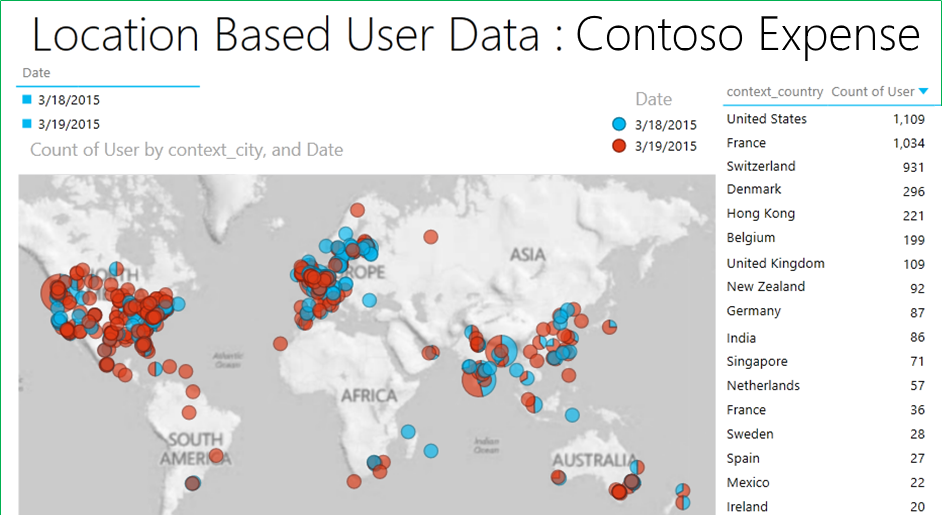 Location Based User Data : Contoso Expense
Date
3/18/2015
3/19/2015
Count of User by context_city, and Date
Date
3/18/2015
3/19/2015
ASIA
AFRICA
Atlantic
Ocean
Indian
Ocean
SOUTH
AMERICA
AUSTRALIA
context_country Count of User
United States 1,109
France 1,034
Switzerland 931
Denmark 296
Hong Kong 221
Belgium 199
United Kingdom 109
New Zealand 92
Germany 87
India 86
Singapore 71
Netherlands 57
France 36
Sweden 28
Spain 27
Mexico 22
Ireland 20